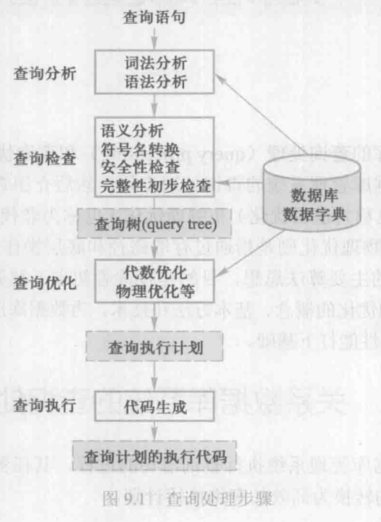 查询语句
查询分析
词法分析
语法分析
查询检查
语义分析
符号名转换
安全性检查
完整性初步检查
数据库
数据字典
查询树(query tree)
查询优化
代数优化
物理优化等
查询执行计划
查询执行
代码生成
查询计划的执行代码
图 9.1 查询处理步骤